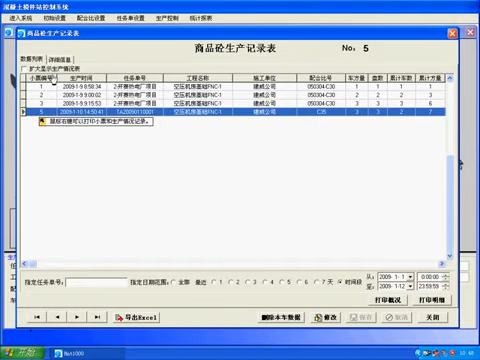 混凝土搅拌站控制系统
进入系统 初始设置 配合比设置 任务单设置 生产控制 统计报表
商品砼生产记录表
商品砼生产记录表 No: 5
数据列表 详细信息
扩大显示生产情况表
小票编号 生产时间 任务单号 工程名称 施工单位 配合比号 车方量 盘数 累计车数 累计方量
1 2009-1-9 8:58:34 2-开赛热电厂项目 空压机房基础FNC-1 建威公司 050304-C30 1 1 1 1
2 2009-1-9 9:00:02 2-开赛热电厂项目 空压机房基础FNC-1 建威公司 050304-C30 2 2 2 3
3 2009-1-9 9:15:53 2-开赛热电厂项目 空压机房基础FNC-1 建威公司 050304-C30 3 3 3 6
5 2009-1-10 14:50:41 TA20090110001 空压机房基础FNC-1 建威公司 C35 3 2 2 7
鼠标右键可以打印小票和生产情况记录。
指定任务单号: 指定日期范围: 全部 最近 1 2 3 4 5 6 7 天 时间段
从: 2009- 1- 1 0:00:00
至: 2009- 1-12 23:59:59
打印概况 打印明细
导出Excel 删除本车数据 修改 保存 取消 关闭
开始 10:48